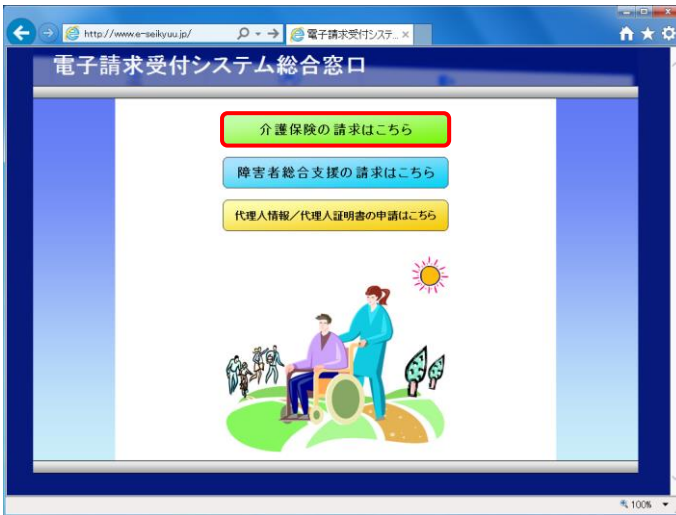 http://www.e-seikyuu.jp/
電子請求受付システ...
電子請求受付システム総合窓口
介護保険の請求はこちら
障害者総合支援の請求はこちら
代理人情報／代理人証明書の申請はこちら
100%